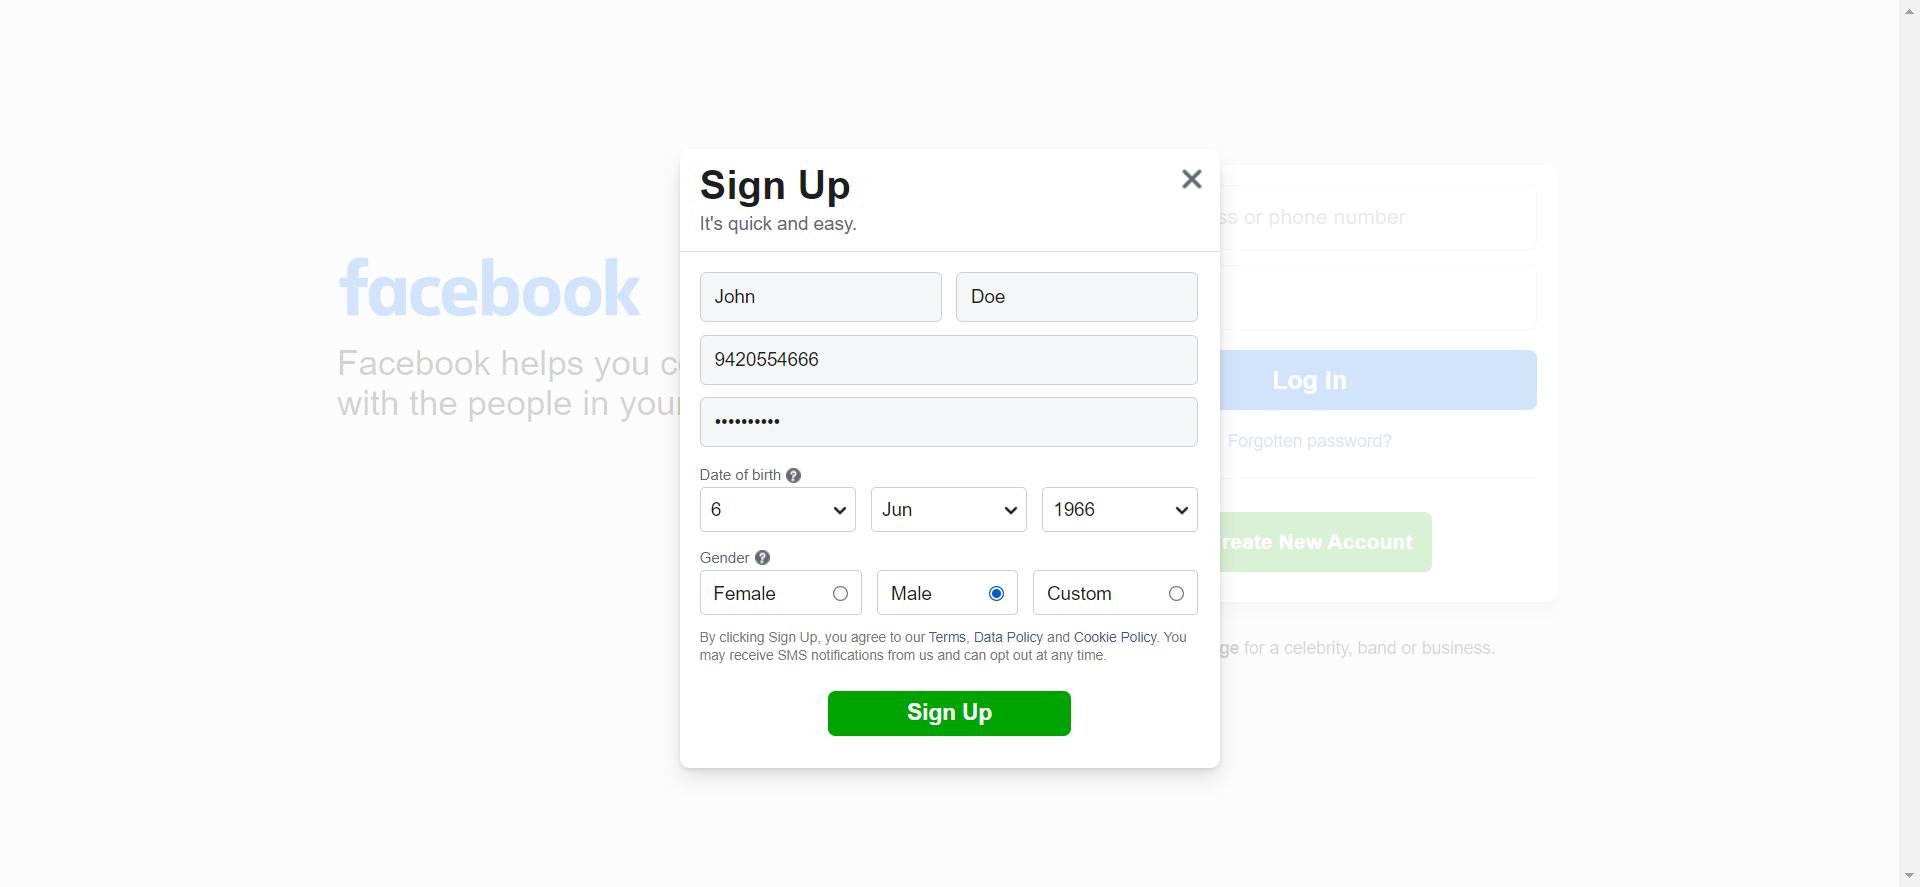 Sign Up
It's quick and easy.
John Doe
9420554666
••••••••••
Date of birth
6 Jun 1966
Gender
Female Male Custom
By clicking Sign Up, you agree to our Terms, Data Policy and Cookie Policy. You
may receive SMS notifications from us and can opt out at any time.
Sign Up
facebook
Facebook helps you c
with the people in your
ss or phone number
Log In
Forgotten password?
reate New Account
ge for a celebrity, band or business.